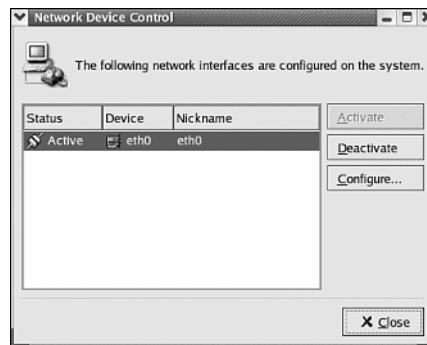 Network Device Control
The following network interfaces are configured on the system.
Status Device Nickname
Active eth0 eth0
Activate
Deactivate
Configure...
Close